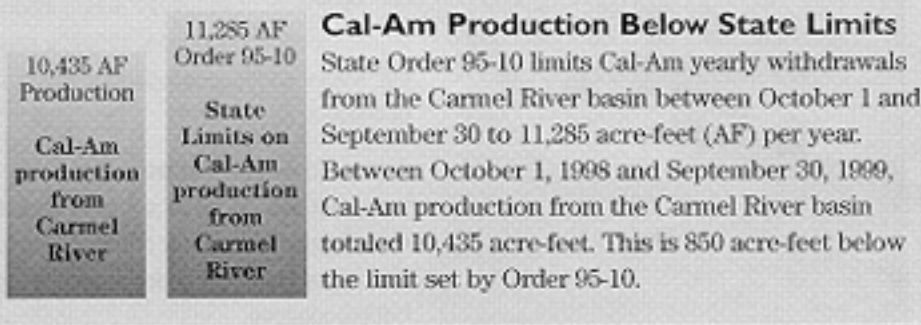 10,435 AF
Production
Cal-Am
production
from
Carmel
River
11,285 AF
Order 95-10
State
Limits on
Cal-Am
production
from
Carmel
River
Cal-Am Production Below State Limits
State Order 95-10 limits Cal-Am yearly withdrawals
from the Carmel River basin between October 1 and
September 30 to 11,285 acre-feet (AF) per year.
Between October 1, 1998 and September 30, 1999,
Cal-Am production from the Carmel River basin
totaled 10,435 acre-feet. This is 850 acre-feet below
the limit set by Order 95-10.